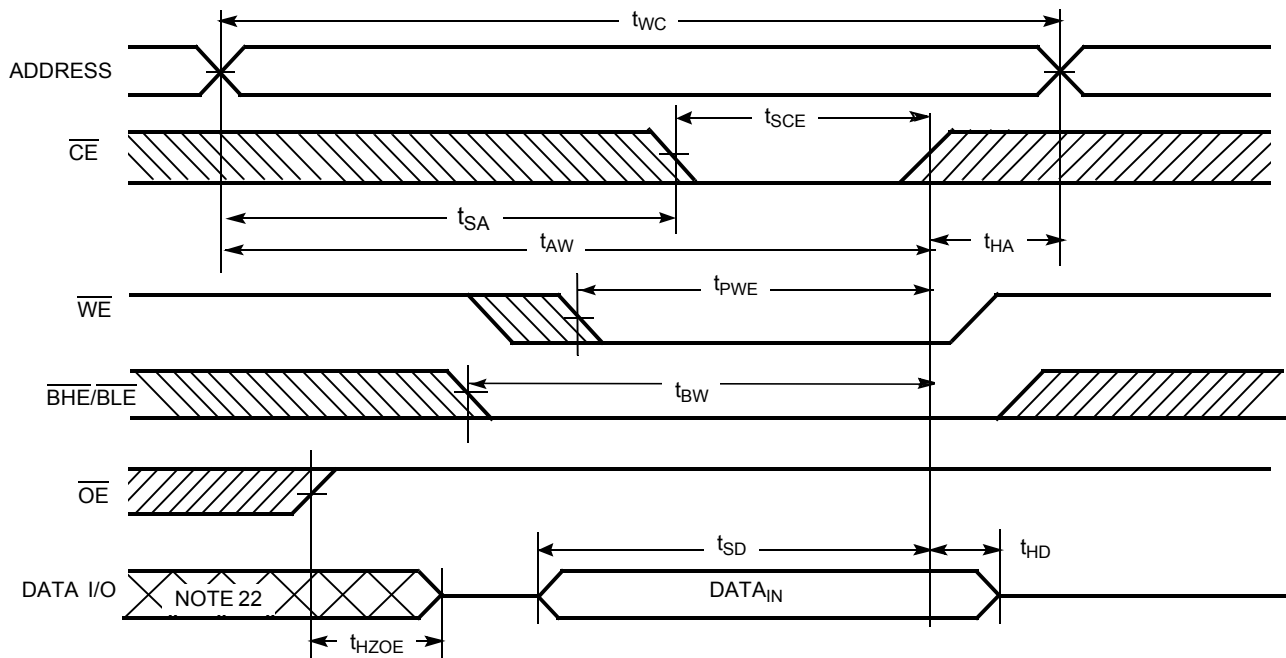 tWC
ADDRESS
tSCE
CE
tSA
tAW
tHA
tPWE
WE
tBW
BHE/BLE
OE
tSD
tHD
DATA I/O
NOTE 22
DATAIN
tHZOE